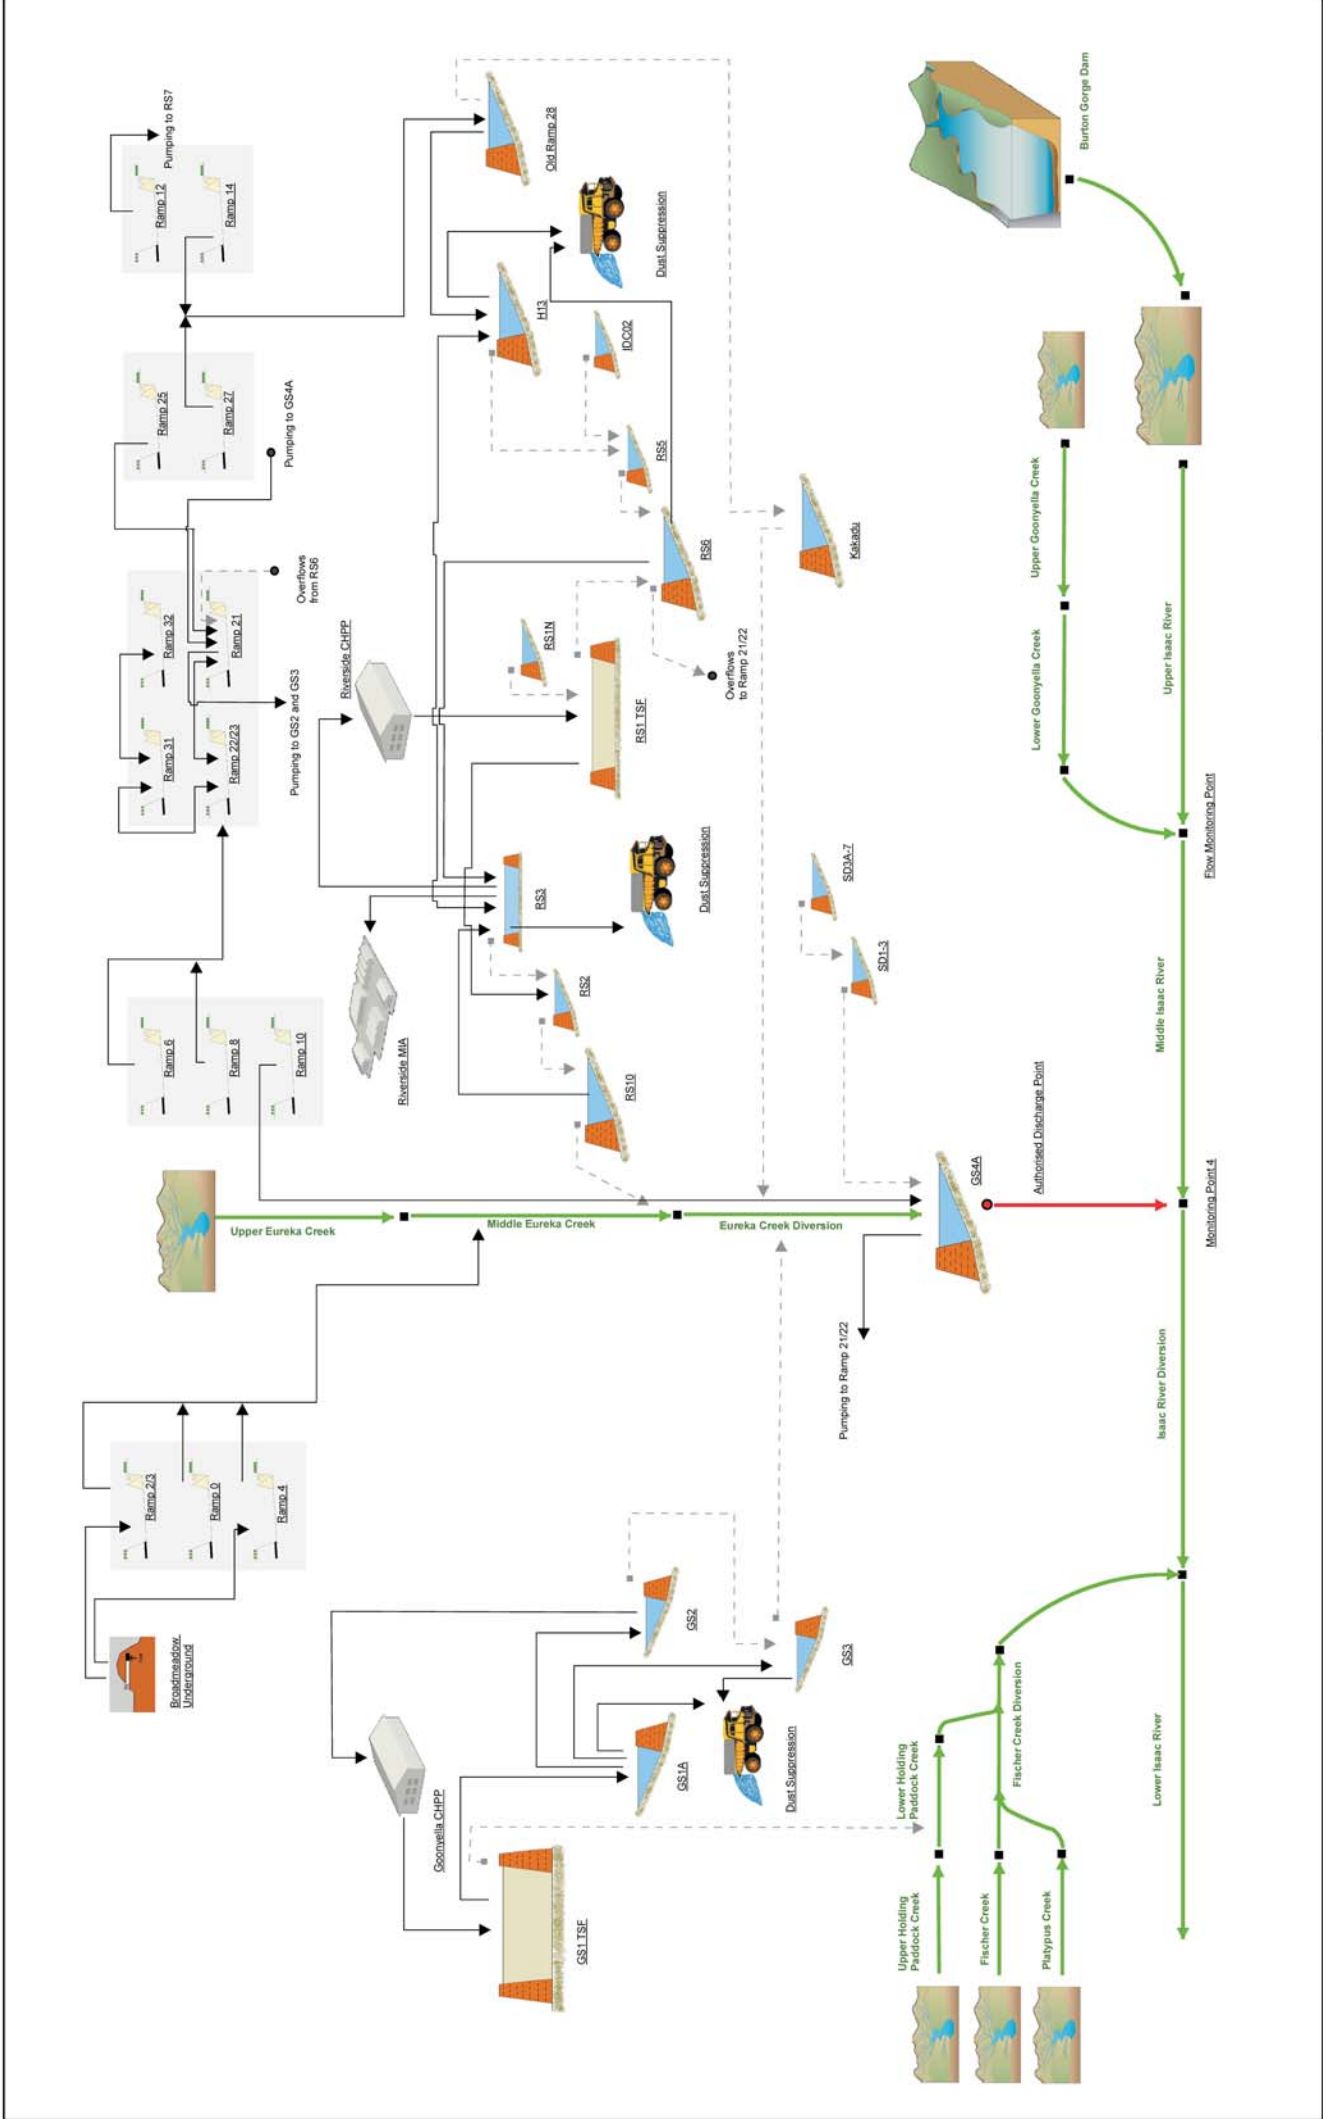 Pumping to RS7
Ramp 12
Ramp 14
Ramp 25
Ramp 27
Pumping to GS4A
Overflows
from RS6
Ramp 32
Ramp 21
Ramp 31
Ramp 22/23
Pumping to GS2 and GS3
Ramp 6
Ramp 8
Ramp 10
Ramp 2/3
Ramp 0
Ramp 4
Broadmeadow
Underground
Old Ramp 28
Dust Suppression
H13
IDC02
RS5
RS6
Kakadu
Riverside CHPP
RS1N
RS1 TSF
Overflows
to Ramp 21/22
RS3
Dust Suppression
Riverside MIA
RS2
RS10
SD3A-7
SD1-3
Upper Eureka Creek
Middle Eureka Creek
Eureka Creek Diversion
GS4A
Authorised Discharge Point
Pumping to Ramp 21/22
GS2
GS3
GS1A
Dust Suppression
Goonyella CHPP
GS1 TSF
Burton Gorge Dam
Upper Goonyella Creek
Lower Goonyella Creek
Upper Isaac River
Flow Monitoring Point
Middle Isaac River
Monitoring Point 4
Isaac River Diversion
Lower Isaac River
Fischer Creek Diversion
Lower Holding
Paddock Creek
Upper Holding
Paddock Creek
Fischer Creek
Platypus Creek